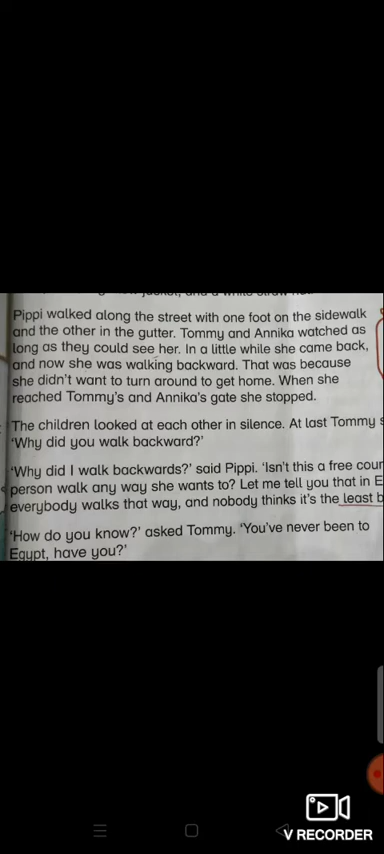 Pippi walked along the street with one foot on the sidewalk
and the other in the gutter. Tommy and Annika watched as
long as they could see her. In a little while she came back,
and now she was walking backward. That was because
she didn't want to turn around to get home. When she
reached Tommy's and Annika's gate she stopped.
The children looked at each other in silence. At last Tommy s
'Why did you walk backward?'
'Why did I walk backwards?' said Pippi. 'Isn't this a free cour
person walk any way she wants to? Let me tell you that in E
everybody walks that way, and nobody thinks it's the least b
'How do you know?' asked Tommy. 'You've never been to
Egypt, have you?'
V RECORDER